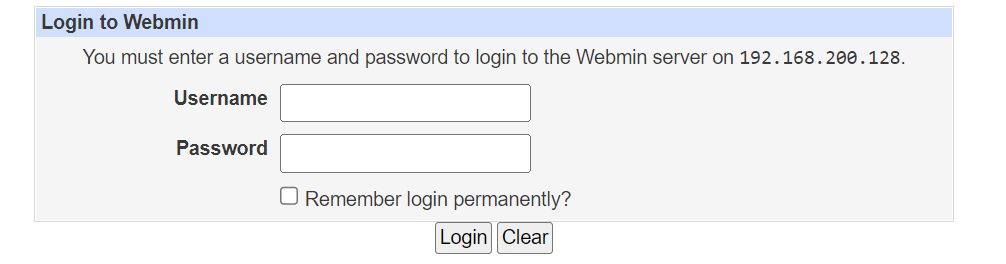 Login to Webmin
You must enter a username and password to login to the Webmin server on 192.168.200.128.
Username
Password
Remember login permanently?
Login Clear